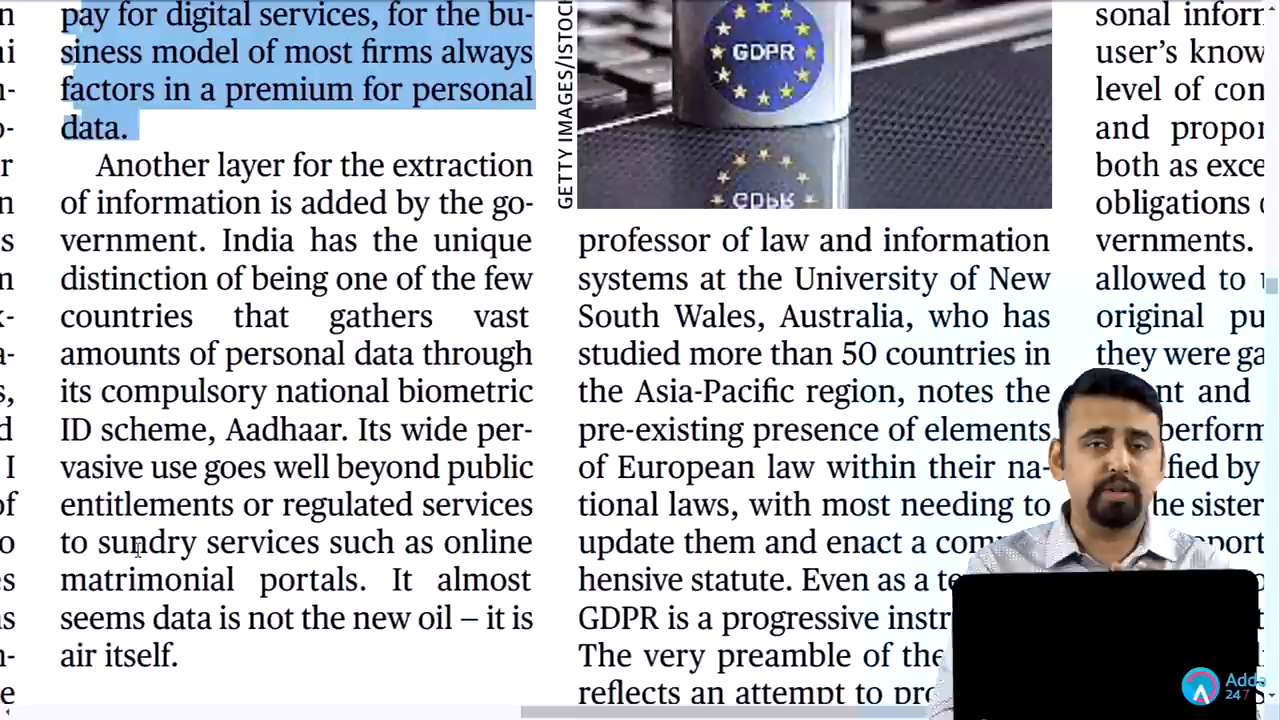 pay for digital services, for the bu-
siness model of most firms always
factors in a premium for personal
data.
Another layer for the extraction
of information is added by the go-
vernment. India has the unique
distinction of being one of the few
countries that gathers vast
amounts of personal data through
its compulsory national biometric
ID scheme, Aadhaar. Its wide per-
vasive use goes well beyond public
entitlements or regulated services
to sundry services such as online
matrimonial portals. It almost
seems data is not the new oil – it is
air itself.
GETTY IMAGES/ISTOC
GDPR
GDPR
professor of law and information
systems at the University of New
South Wales, Australia, who has
studied more than 50 countries in
the Asia-Pacific region, notes the
pre-existing presence of elements
of European law within their na-
tional laws, with most needing to
update them and enact a com
hensive statute. Even as a te
GDPR is a progressive instr
The very preamble of the
reflects an attempt to pro
sonal inform
user's know
level of con
and propor
both as exce
obligations
vernments.
allowed to
original pu
they were ga
nt and
perform
fied by
he sister
port
Adda
247